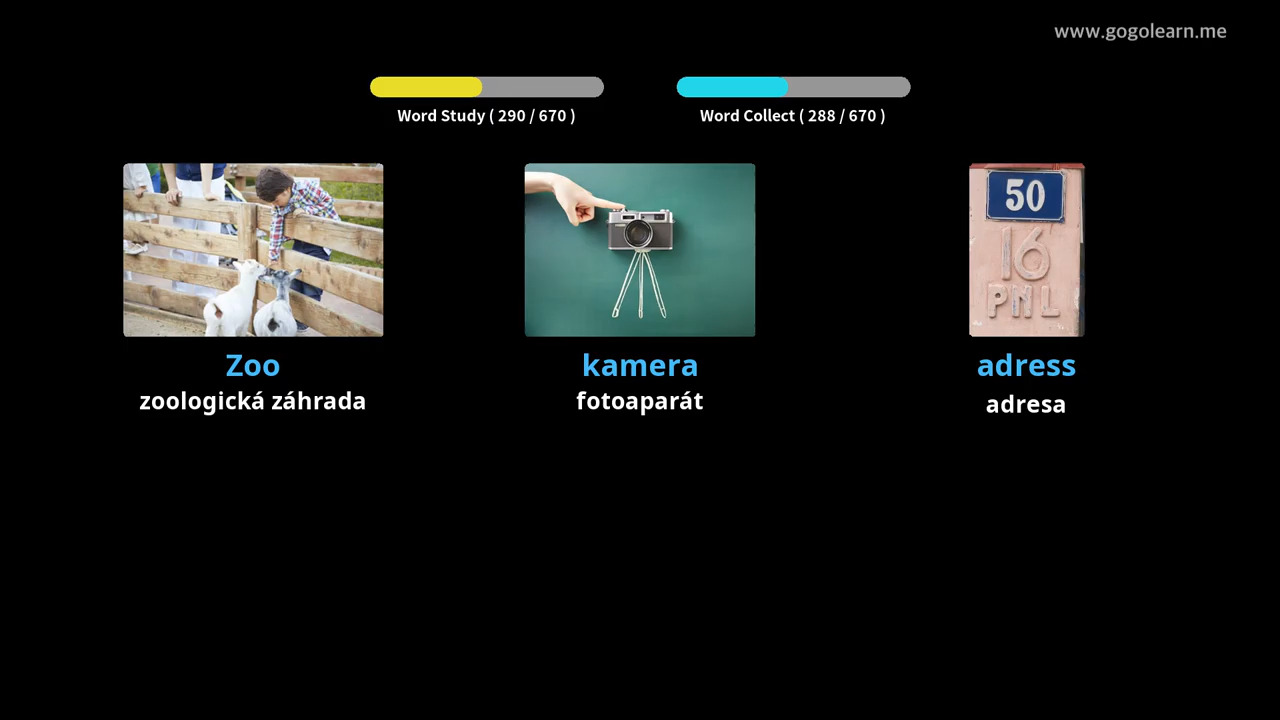 www.gogolearn.me
Word Study ( 290 / 670 )
Word Collect ( 288 / 670 )
50
16
PNL
Zoo
kamera
adress
zoologická záhrada
fotoaparát
adresa